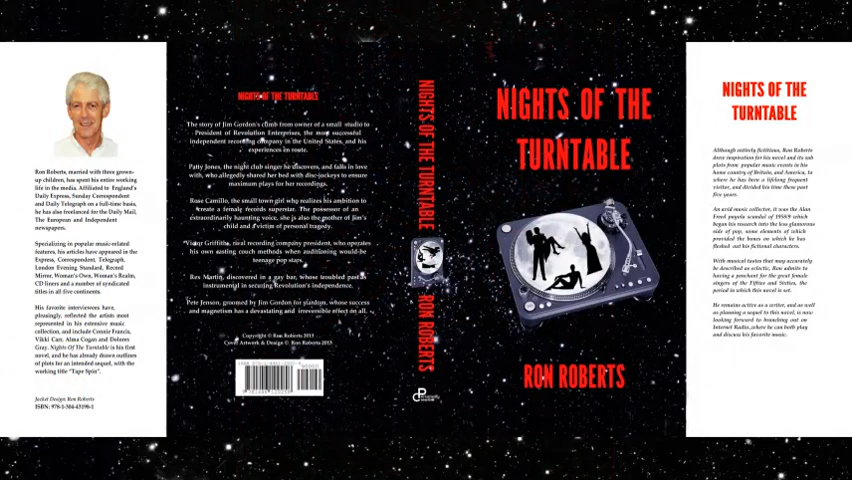 Ron Roberts, married with three grown-
up children, has spent his entire working
life in the media. Affiliated to England's
Daily Express, Sunday Correspondent
and Daily Telegraph on a full-time basis,
he has also freelanced for the Daily Mail,
The European and Independent
newspapers.
Specializing in popular music-related
features, his articles have appeared in the
Express, Correspondent, Telegraph,
London Evening Standard, Record
Mirror, Woman's Own, Woman's Realm,
CD liners and a number of syndicated
titles in all five continents.
His favorite interviewees have,
pleasingly, reflected the artists most
represented in his extensive music
collection, and include Connie Francis,
Vikki Carr, Alma Cogan and Dolores
Gray. Nights Of The Turntable is his first
novel, and he has already drawn outlines
of plots for an intended sequel, with the
working title "Tape Spin".
Jacket Design: Ron Roberts
ISBN: 978-1-304-43198-1
NIGHTS OF THE TURNTABLE
The story of Jim Gordon's climb from owner of a small studio to
President of Revolution Enterprises, the most successful
independent recording company in the United States, and his
experiences en route.
Patty Jones, the night club singer he discovers, and falls in love
with, who allegedly shared her bed with disc-jockeys to ensure
maximum plays for her recordings.
Rose Camillo, the small town girl who realizes his ambition to
create a female records superstar. The possessor of an
extraordinarily haunting voice, she is also the mother of Jim's
child and victim of personal tragedy.
Victor Griffiths, rival recording company president, who operates
his own casting couch methods when auditioning would-be
teenage pop stars.
Rex Martin, discovered in a gay bar, whose troubled past is
instrumental in securing Revolution's independence.
Pete Jenson, groomed by Jim Gordon for stardom, whose success
and magnetism has a devastating and irreversible effect on all.
Copyright © Ron Roberts 2013
Cover Artwork & Design © Ron Roberts 2013
NIGHTS OF THE TURNTABLE
RON ROBERTS
NIGHTS OF THE
TURNTABLE
RON ROBERTS
NIGHTS OF THE
TURNTABLE
Although entirely fictitious, Ron Roberts
drew inspiration for his novel and its sub
plots from popular music events in his
home country of Britain, and America, to
where he has been a lifelong frequent
visitor, and divided his time these past
five years.
An avid music collector, it was the Alan
Freed payola scandal of 1958/9 which
began his research into the less glamorous
side of pop, some elements of which
provided the bones on which he has
fleshed out his fictional characters.
With musical tastes that may accurately
be described as eclectic, Ron admits to
having a penchant for the great female
singers of the Fifties and Sixties, the
period in which this novel is set.
He remains active as a writer, and as well
as planning a sequel to this novel, is now
looking forward to branching out on
Internet Radio, where he can both play
and discuss his favorite music.